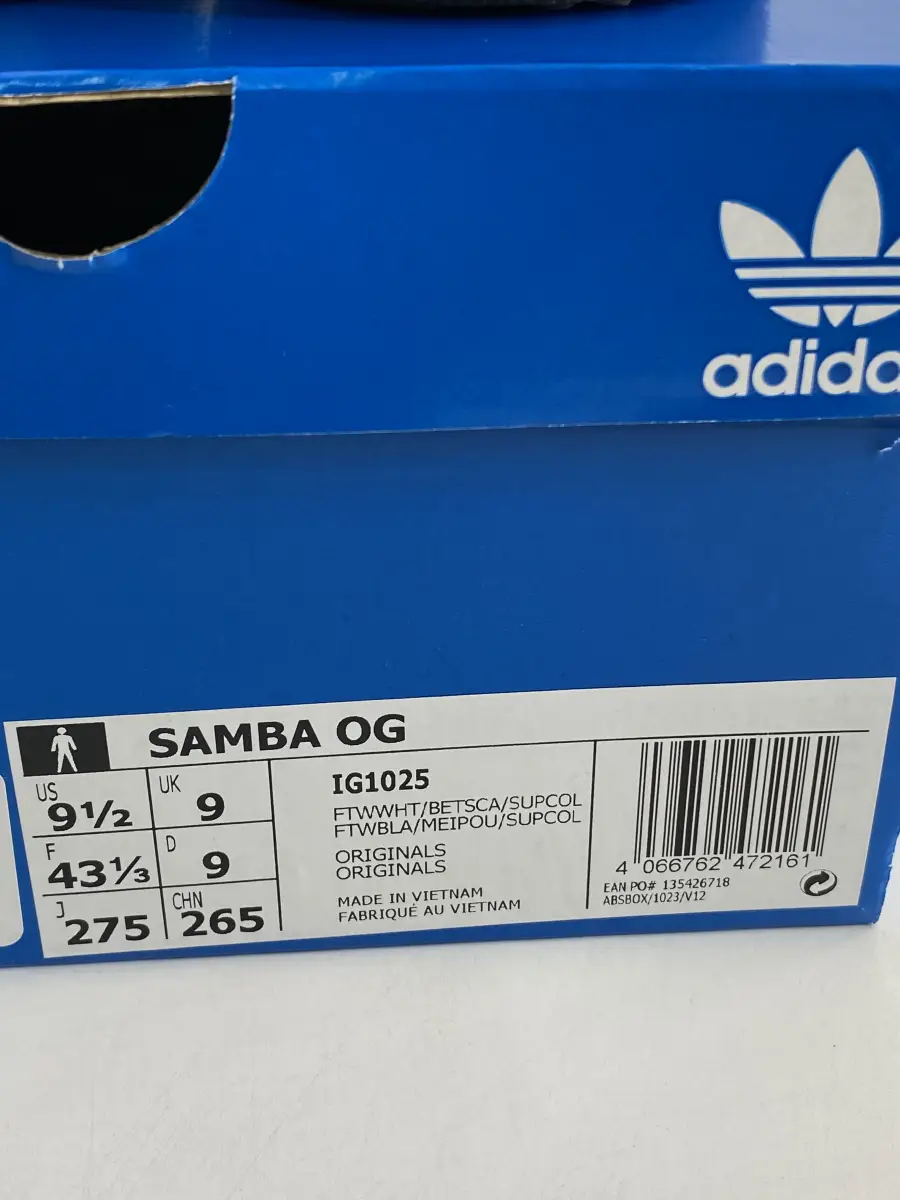 adida
SAMBA OG
US
9½
UK
9
F
43⅓
D
9
J
275
CHN
265
IG1025
FTWWHT/BETSCA/SUPCOL
FTWBLA/MEIPOU/SUPCOL
ORIGINALS
ORIGINALS
MADE IN VIETNAM
FABRIQUÉ AU VIETNAM
4 066762 472161
EAN PO# 135426718
ABSBOX/1023/V12